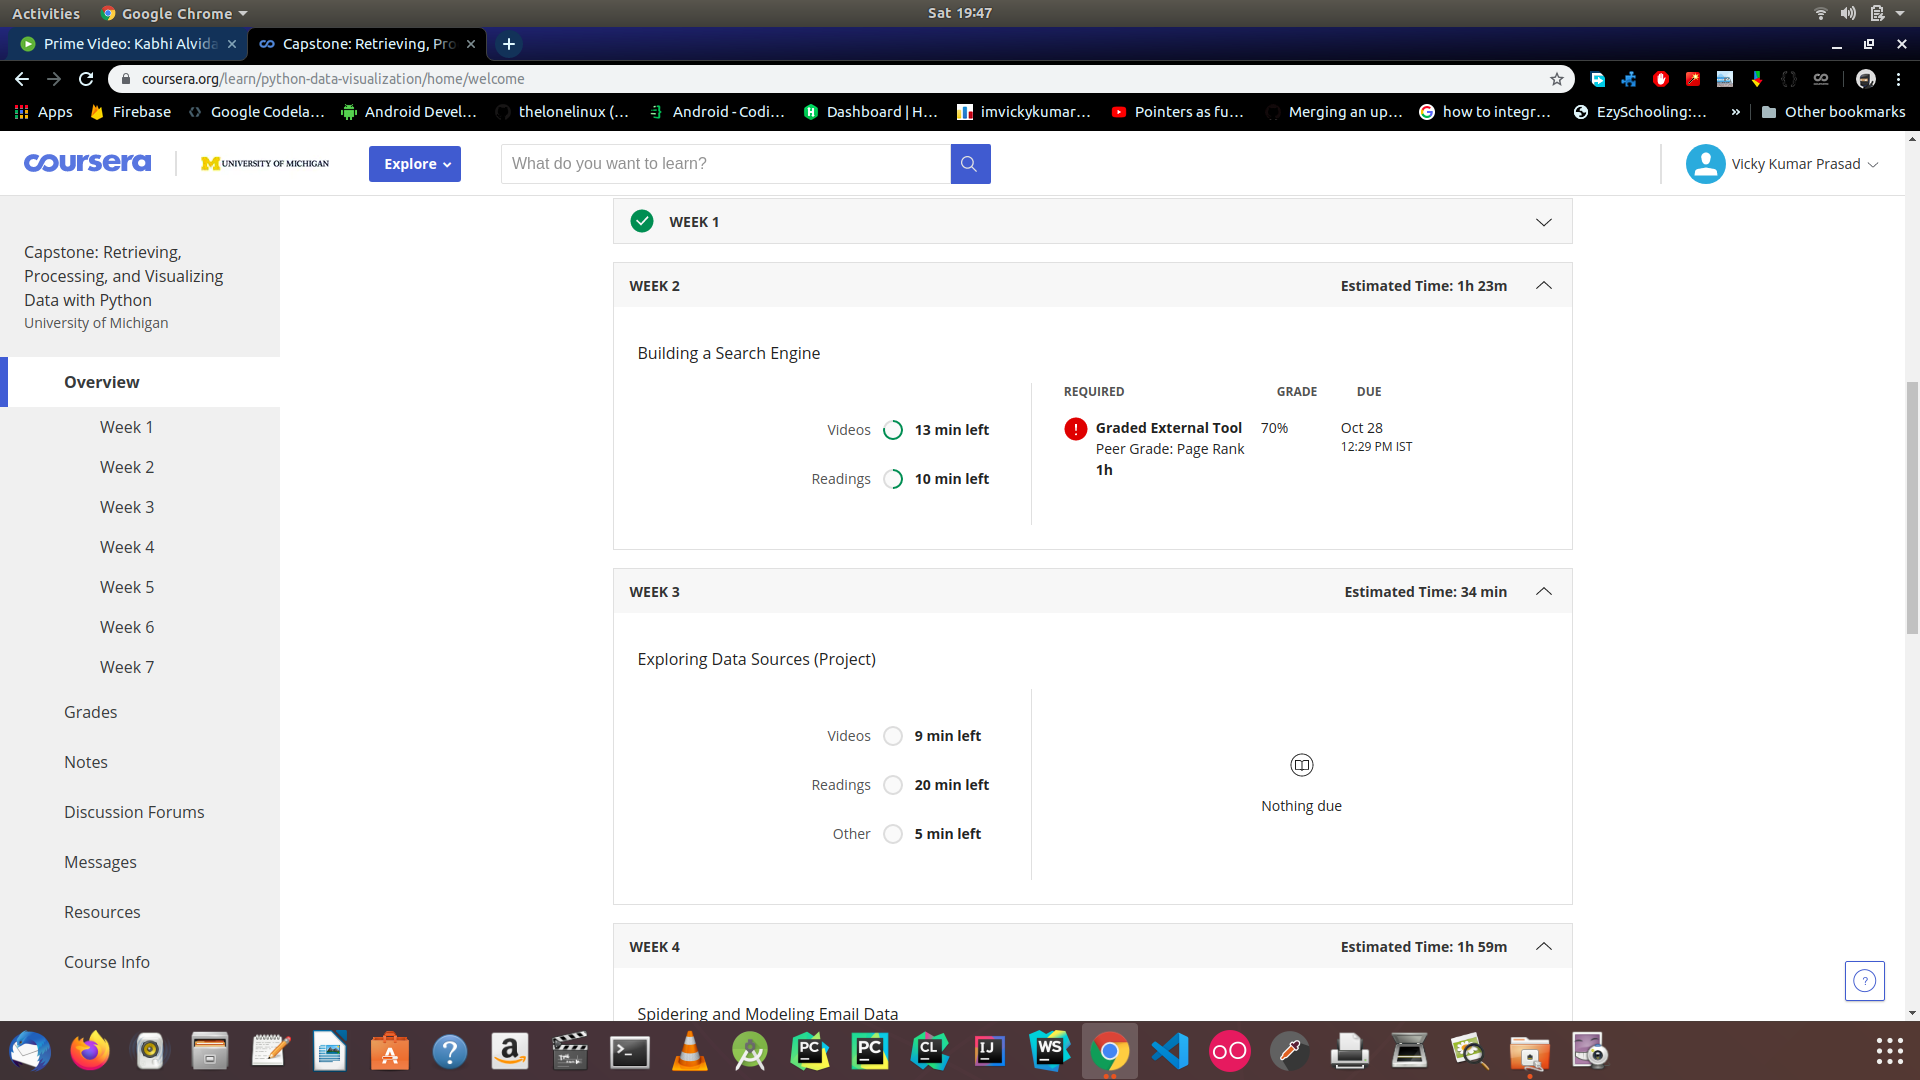 Activities
Google Chrome
Sat 19:47
Prime Video: Kabhi Alvida
Capstone: Retrieving, Pro
coursera.org/learn/python-data-visualization/home/welcome
Apps
Firebase
Google Codela...
Android Devel...
thelonelinux (...
Android - Codi...
Dashboard | H...
imvickykumar...
Pointers as fu...
Merging an up...
how to integr...
EzySchooling:...
»
Other bookmarks
coursera
UNIVERSITY OF MICHIGAN
Explore
What do you want to learn?
Vicky Kumar Prasad
Capstone: Retrieving,
Processing, and Visualizing
Data with Python
University of Michigan
Overview
Week 1
Week 2
Week 3
Week 4
Week 5
Week 6
Week 7
Grades
Notes
Discussion Forums
Messages
Resources
Course Info
WEEK 1
WEEK 2
Estimated Time: 1h 23m
Building a Search Engine
Videos
13 min left
Readings
10 min left
REQUIRED
GRADE
DUE
Graded External Tool
70%
Oct 28
Peer Grade: Page Rank
12:29 PM IST
1h
WEEK 3
Estimated Time: 34 min
Exploring Data Sources (Project)
Videos
9 min left
Readings
20 min left
Other
5 min left
Nothing due
WEEK 4
Estimated Time: 1h 59m
Spidering and Modeling Email Data
PC
PC
CL
IJ
WS